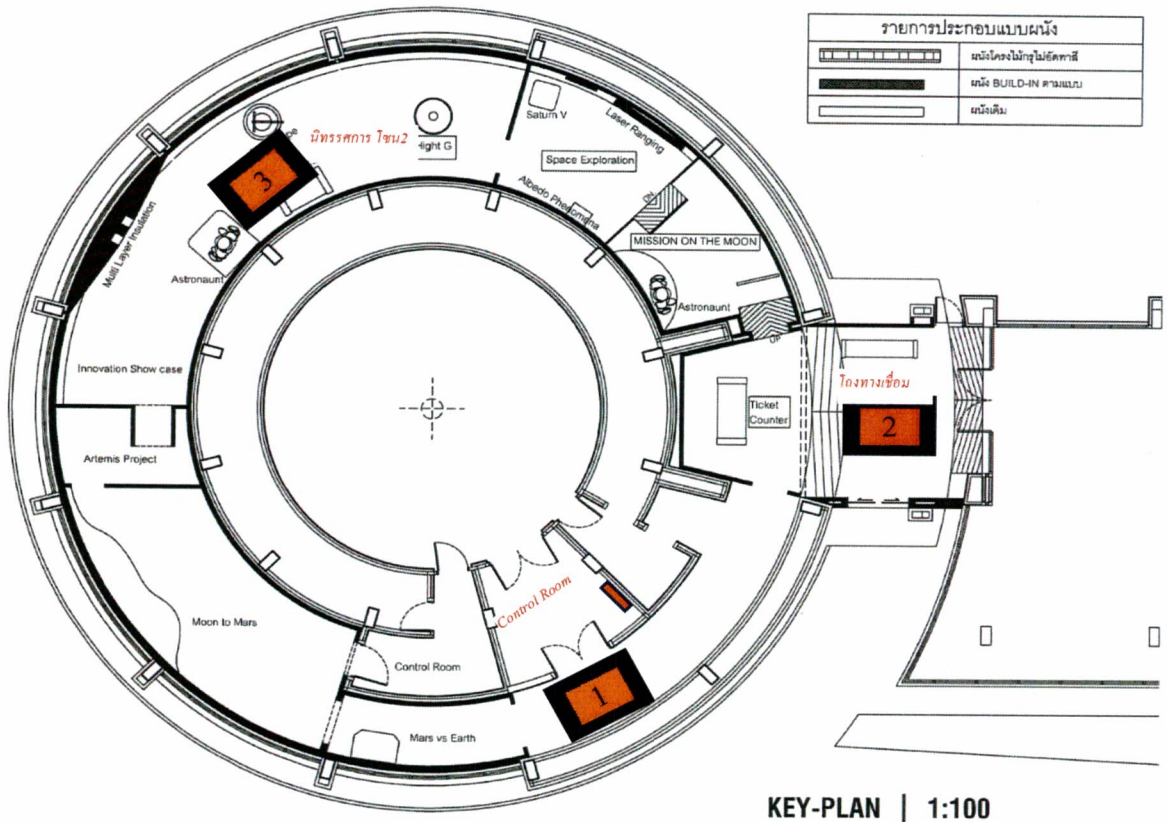 รายการประกอบแบบผนัง
ผนังโครงไม้กรุไม้อัดทาสี
ผนัง BUILD-IN ตามแบบ
ผนังเดิม
Saturn V
Laser Ranging
นิทรรศการ โซน2
UP
Hight G
Space Exploration
3
Albedo Phenomena
Multi Layer Insulation
MISSION ON THE MOON
Astronaunt
Astronaunt
UP
Innovation Show case
โถงทางเชื่อม
Ticket
Counter
2
Artemis Project
Control Room
Moon to Mars
Control Room
1
Mars vs Earth
KEY-PLAN | 1:100